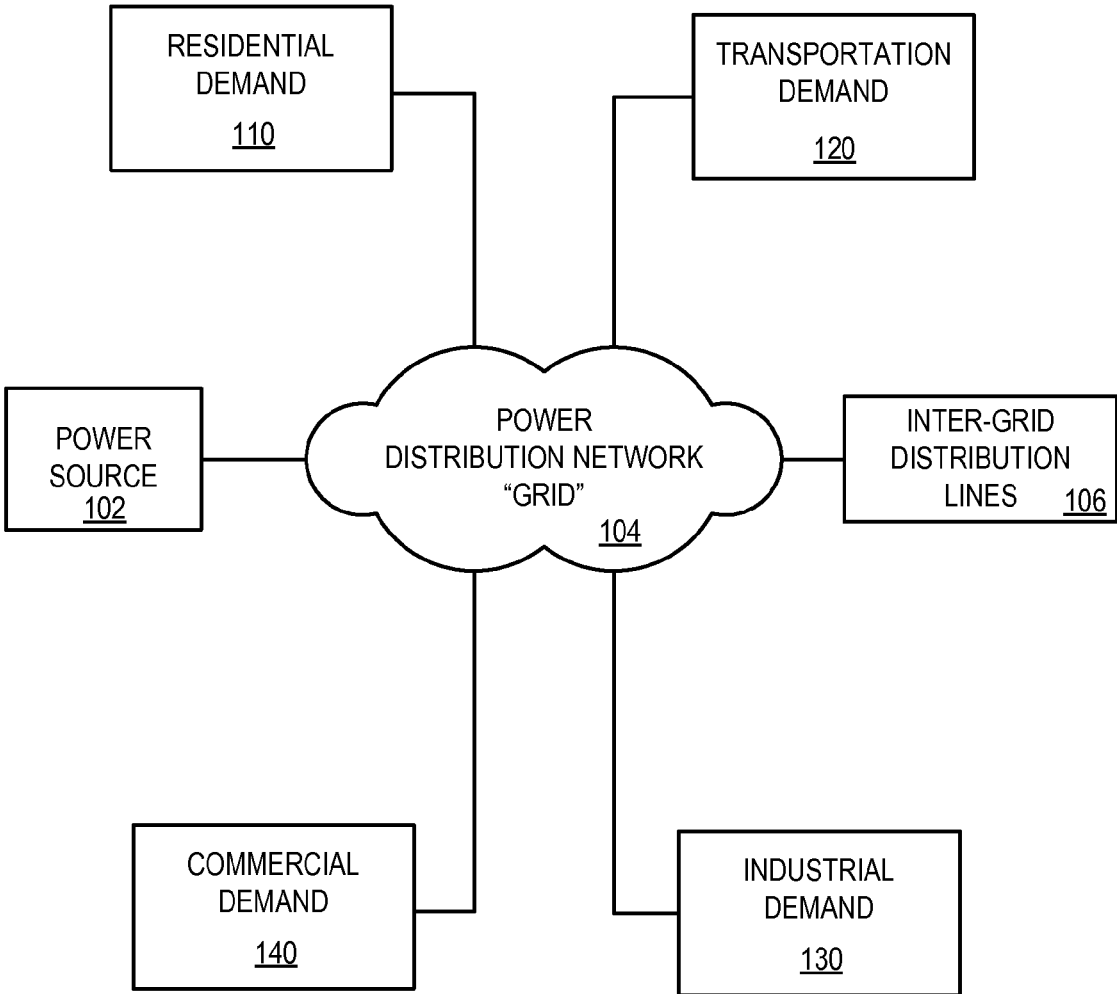 RESIDENTIAL
DEMAND
110
TRANSPORTATION
DEMAND
120
POWER
SOURCE
102
POWER
DISTRIBUTION NETWORK
“GRID”
104
INTER-GRID
DISTRIBUTION
LINES 106
COMMERCIAL
DEMAND
140
INDUSTRIAL
DEMAND
130